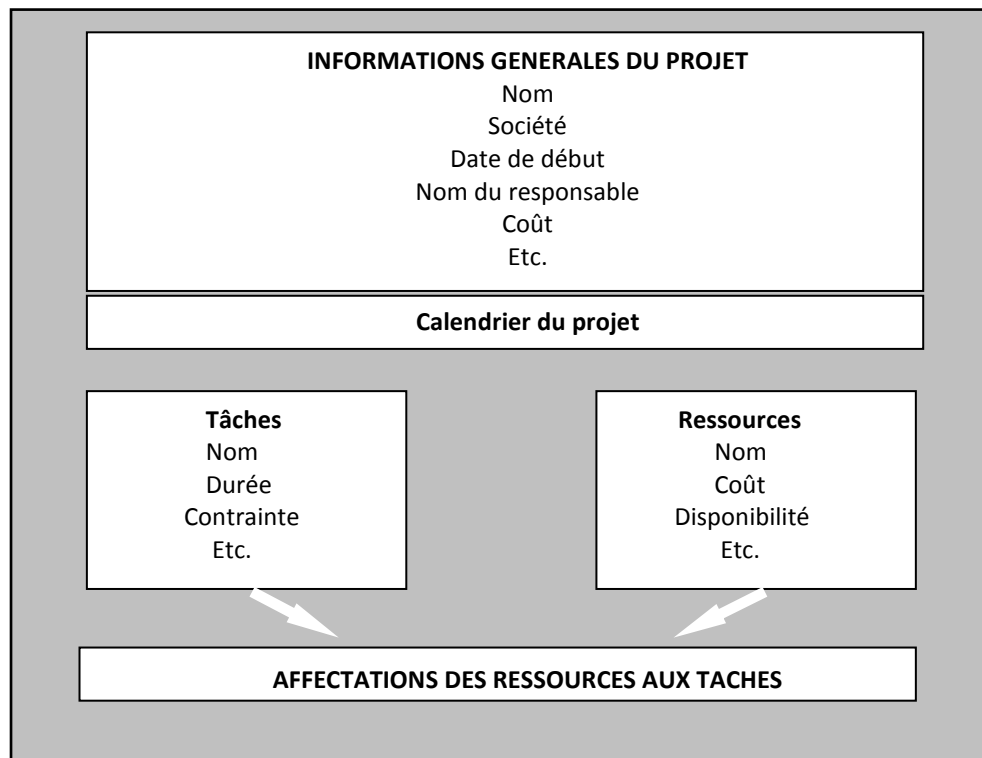 INFORMATIONS GENERALES DU PROJET
Nom
Société
Date de début
Nom du responsable
Coût
Etc.
Calendrier du projet
Tâches
Nom
Durée
Contrainte
Etc.
Ressources
Nom
Coût
Disponibilité
Etc.
AFFECTATIONS DES RESSOURCES AUX TACHES